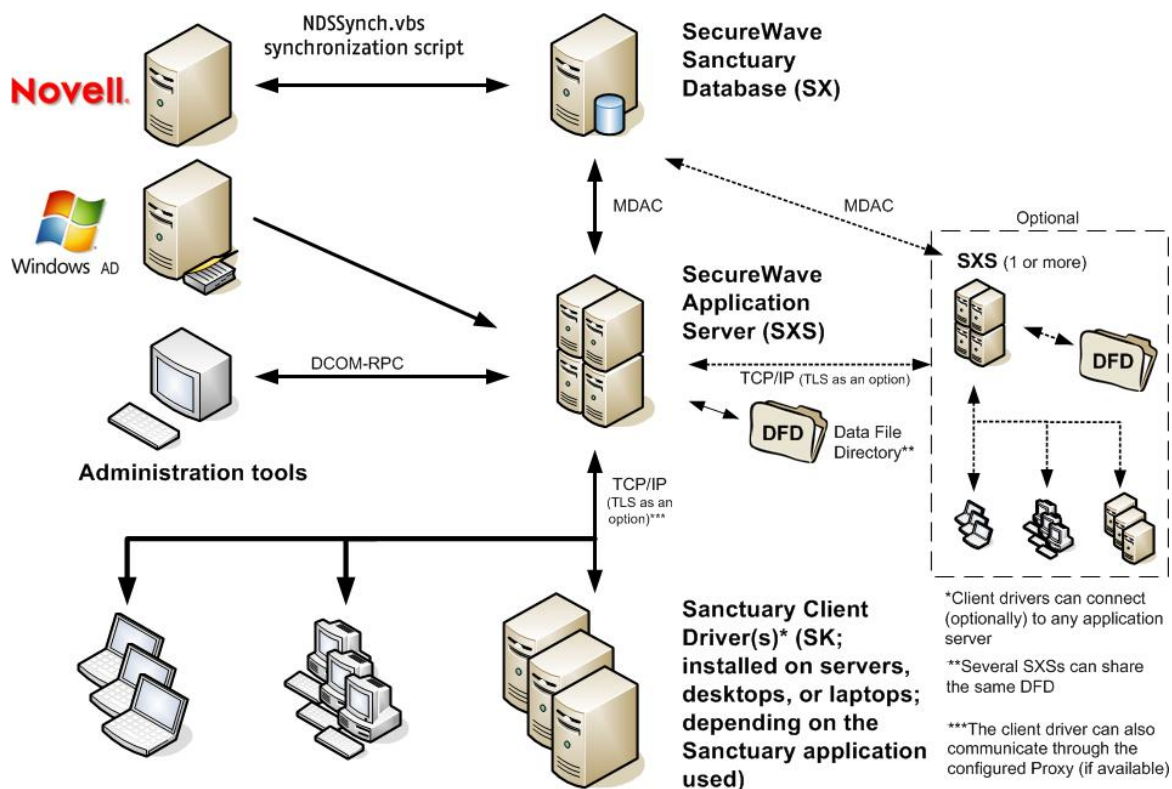 NDSSynch.vbs
synchronization script
Novell.
SecureWave
Sanctuary
Database (SX)
Windows AD
MDAC
MDAC
Optional
SXS (1 or more)
DFD
SecureWave
Application
Server (SXS)
DCOM-RPC
TCP/IP (TLS as an option)
DFD
Data File
Directory**
Administration tools
TCP/IP
(TLS as an
option)***
Sanctuary Client
Driver(s)* (SK;
installed on servers,
desktops, or laptops;
depending on the
Sanctuary application
used)
*Client drivers can connect
(optionally) to any application
server
**Several SXSs can share
the same DFD
***The client driver can also
communicate through the
configured Proxy (if available)